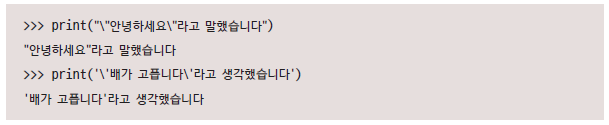 >>> print("\"안녕하세요\"라고 말했습니다")
"안녕하세요"라고 말했습니다
>>> print('\'배가 고픕니다\'라고 생각했습니다')
'배가 고픕니다'라고 생각했습니다